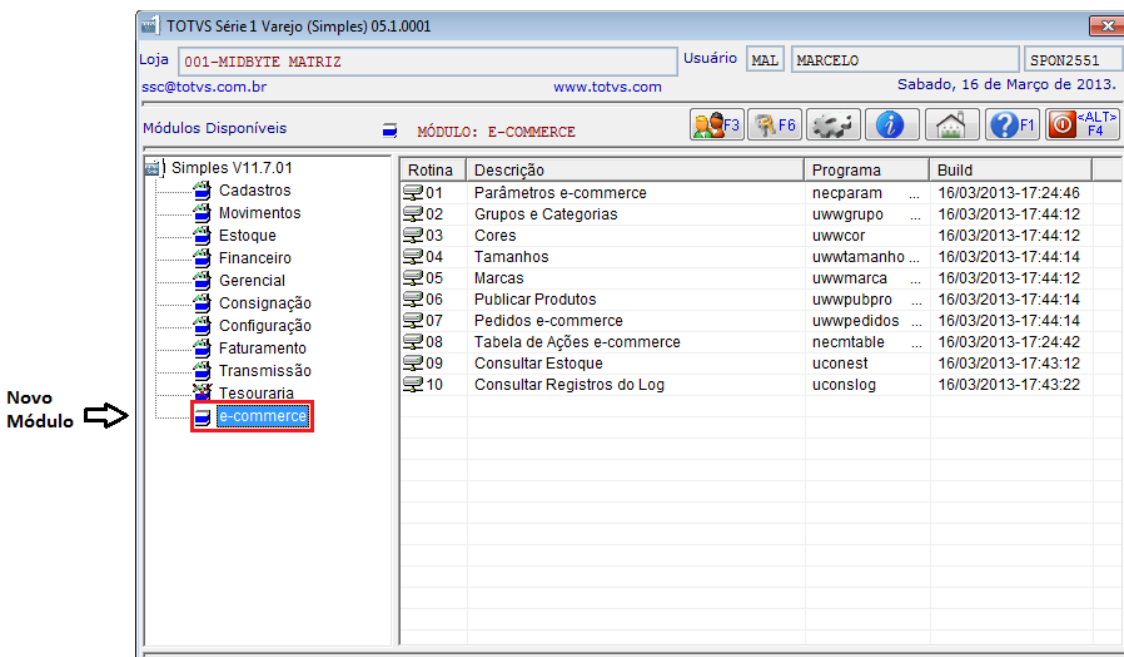 TOTVS Série 1 Varejo (Simples) 05.1.0001
Loja 001-MIDBYTE MATRIZ Usuário MAL MARCELO SPON2551
ssc@totvs.com.br www.totvs.com Sabado, 16 de Março de 2013.
Módulos Disponíveis MÓDULO: E-COMMERCE F3 F6 F1 <ALT> F4
Simples V11.7.01
Cadastros
Movimentos
Estoque
Financeiro
Gerencial
Consignação
Configuração
Faturamento
Transmissão
Tesouraria
e-commerce
Novo
Módulo
Rotina Descrição Programa Build
01 Parâmetros e-commerce necparam ... 16/03/2013-17:24:46
02 Grupos e Categorias uwwgrupo ... 16/03/2013-17:44:12
03 Cores uwwcor 16/03/2013-17:44:12
04 Tamanhos uwwtamanho ... 16/03/2013-17:44:14
05 Marcas uwwmarca ... 16/03/2013-17:44:12
06 Publicar Produtos uwwpubpro ... 16/03/2013-17:44:14
07 Pedidos e-commerce uwwpedidos ... 16/03/2013-17:44:14
08 Tabela de Ações e-commerce necmtable ... 16/03/2013-17:24:42
09 Consultar Estoque uconest 16/03/2013-17:43:12
10 Consultar Registros do Log uconslog 16/03/2013-17:43:22